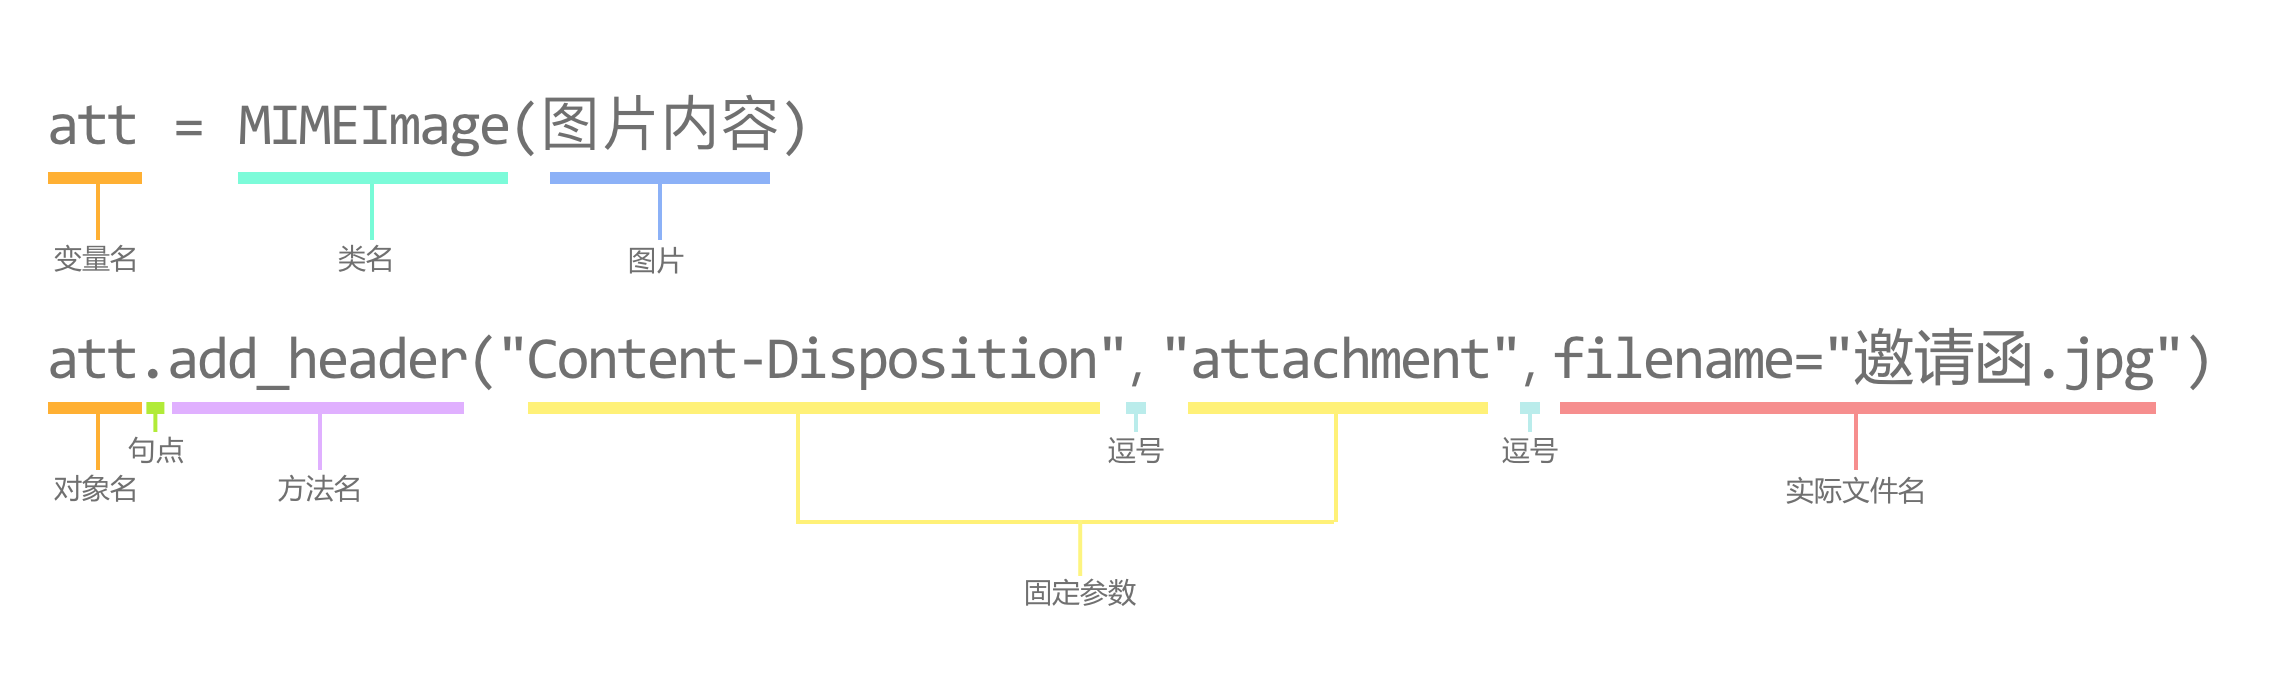 att = MIMEImage(图片内容)
变量名 类名 图片
att.add_header("Content-Disposition", "attachment", filename="邀请函.jpg")
句点 逗号 逗号
对象名 方法名 实际文件名
固定参数